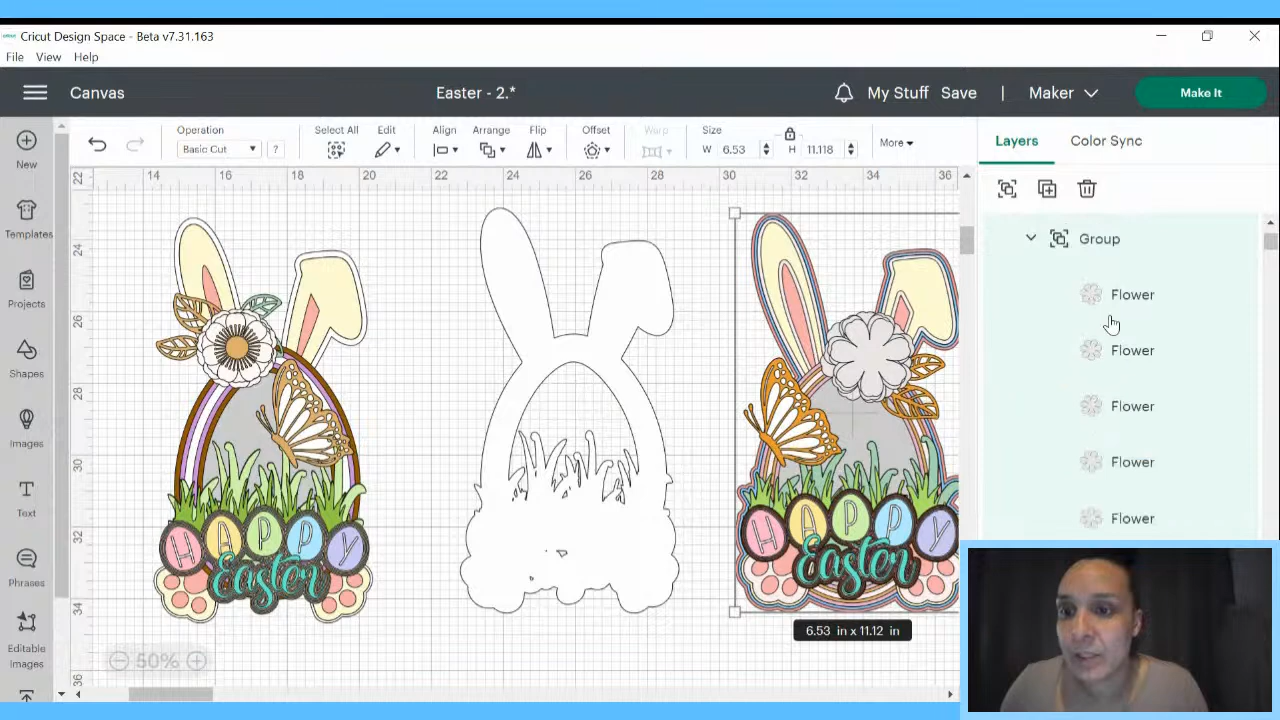 Cricut Design Space - Beta v7.31.163
File View Help
Canvas
Easter - 2.*
My Stuff Save | Maker
Make It
New
Templates
Projects
Shapes
Images
Text
Phrases
Editable
Images
Operation
Basic Cut
?
Select All
Edit
Align
Arrange
Flip
Offset
Warp
Size
W 6.53
H 11.118
More
Layers
Color Sync
14 16 18 20 22 24 26 28 30 32 34 36
22
24
26
28
30
32
34
36
Group
Flower
Flower
Flower
Flower
Flower
HAPPY
Easter
HAPPY
Easter
6.53 in x 11.12 in
50%